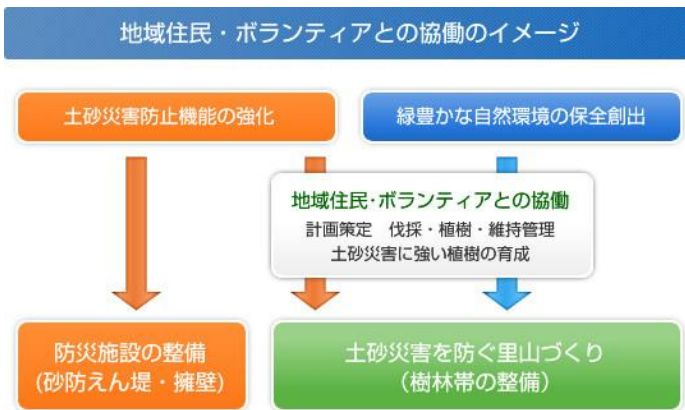 地域住民・ボランティアとの協働のイメージ
土砂災害防止機能の強化
緑豊かな自然環境の保全創出
地域住民・ボランティアとの協働
計画策定　伐採・植樹・維持管理
土砂災害に強い植樹の育成
防災施設の整備
(砂防えん堤・擁壁)
土砂災害を防ぐ里山づくり
(樹林帯の整備)